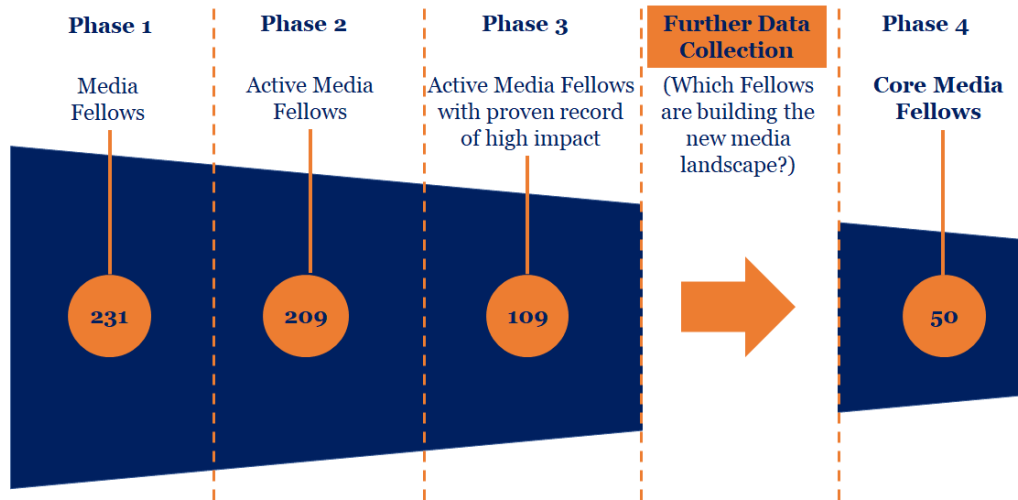 Phase 1
Media
Fellows
231
Phase 2
Active Media
Fellows
209
Phase 3
Active Media Fellows
with proven record
of high impact
109
Further Data
Collection
(Which Fellows
are building the
new media
landscape?)
Phase 4
Core Media
Fellows
50